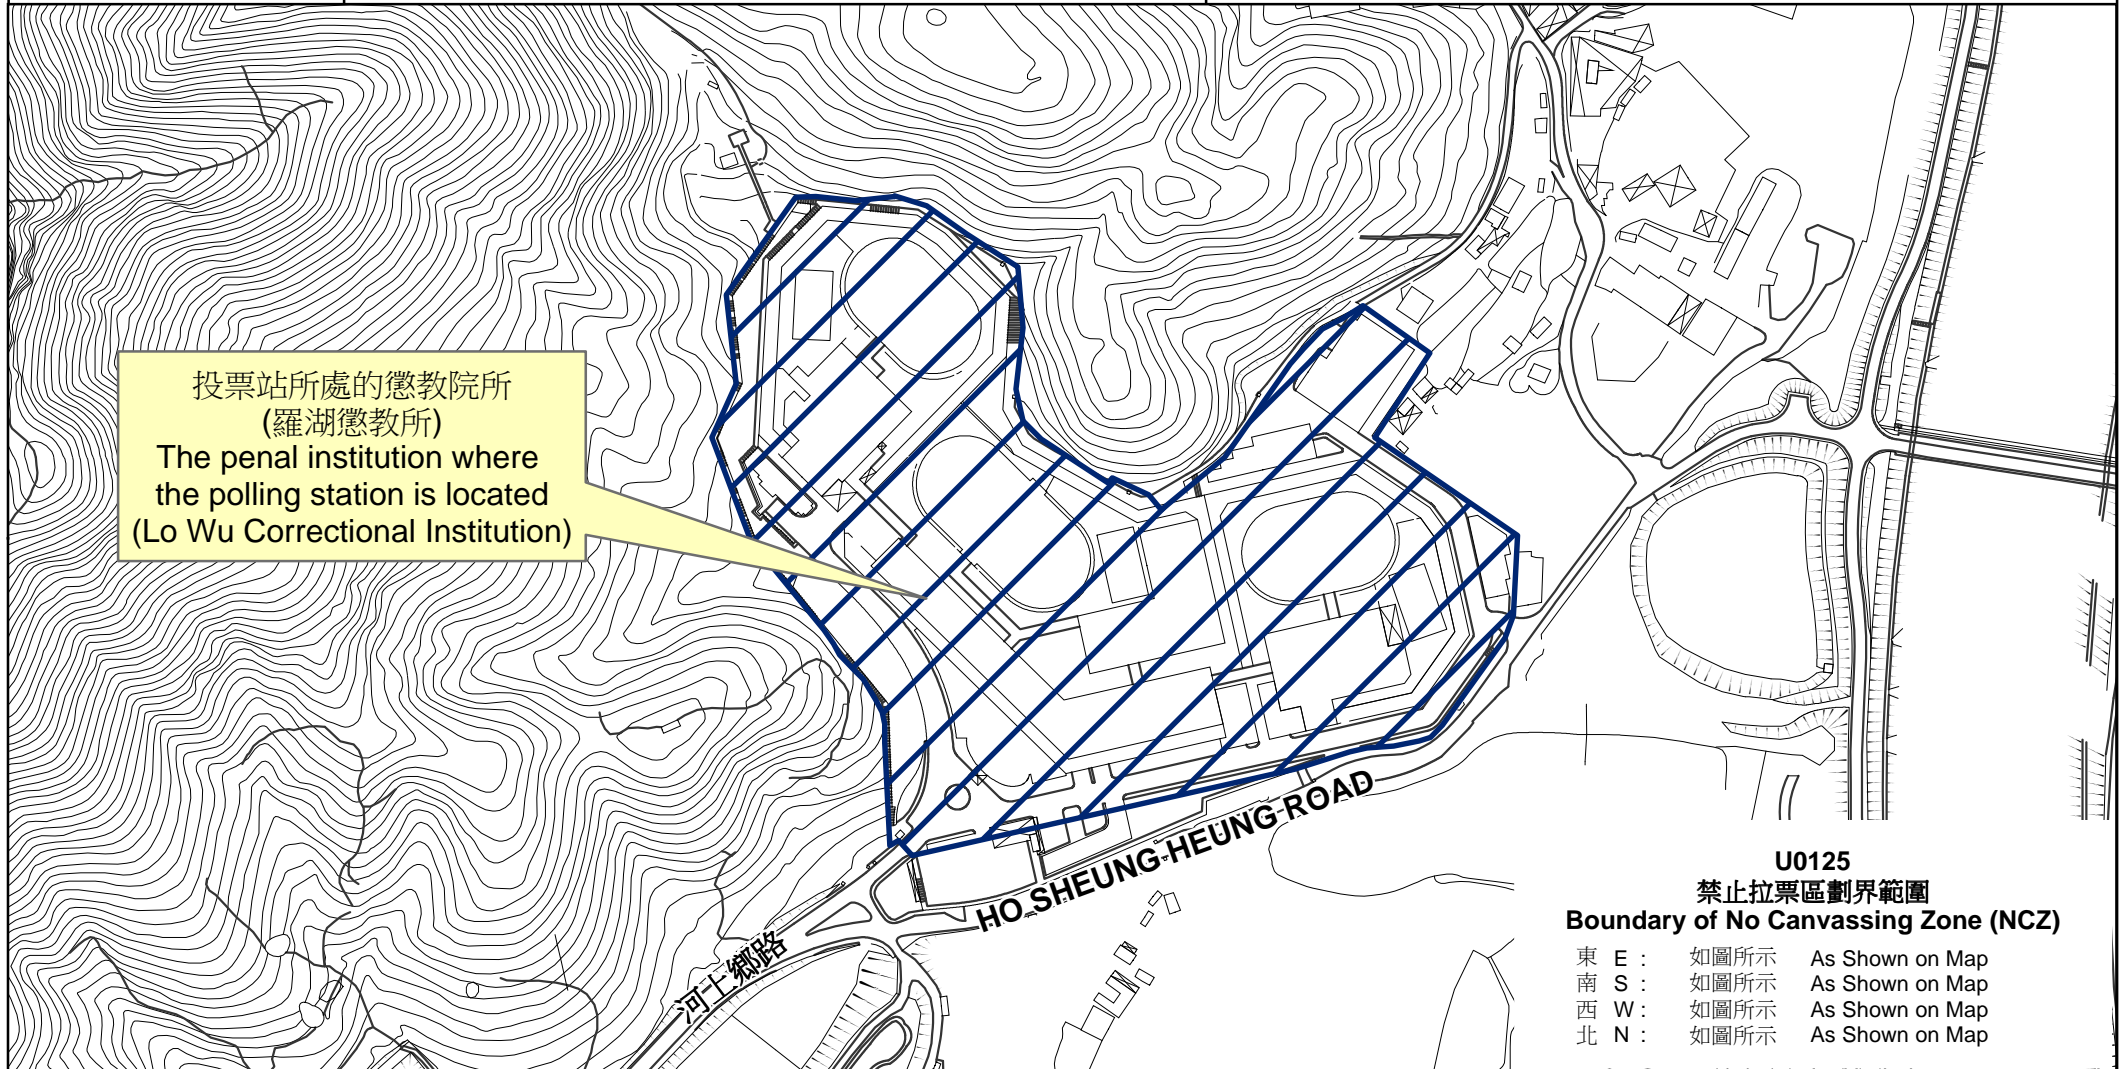 投票站所處的懲教院所
(羅湖懲教所)
The penal institution where
the polling station is located
(Lo Wu Correctional Institution)
HO SHEUNG HEUNG ROAD
河上鄉路
U0125
禁止拉票區劃界範圍
Boundary of No Canvassing Zone (NCZ)
東 E : 如圖所示 As Shown on Map
南 S : 如圖所示 As Shown on Map
西 W : 如圖所示 As Shown on Map
北 N : 如圖所示 As Shown on Map